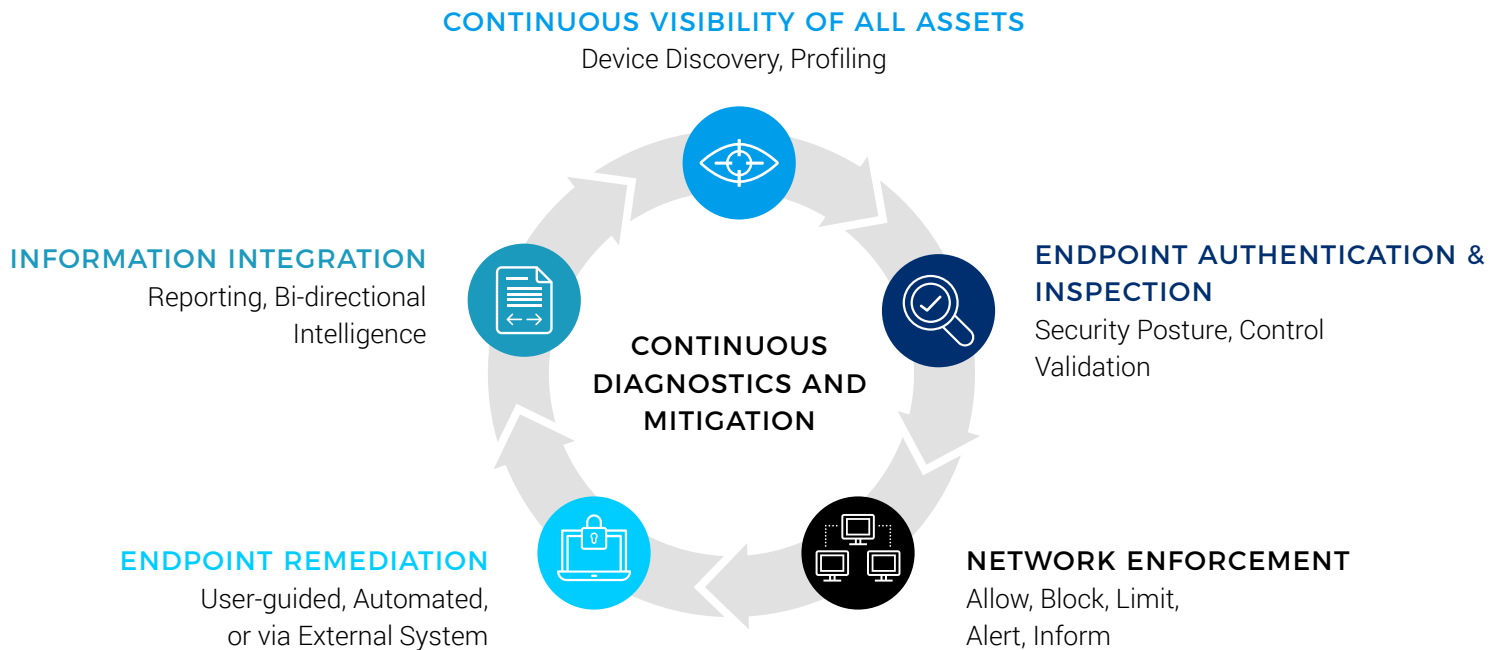 CONTINUOUS VISIBILITY OF ALL ASSETS
Device Discovery, Profiling
ENDPOINT AUTHENTICATION &
INSPECTION
Security Posture, Control
Validation
NETWORK ENFORCEMENT
Allow, Block, Limit,
Alert, Inform
ENDPOINT REMEDIATION
User-guided, Automated,
or via External System
INFORMATION INTEGRATION
Reporting, Bi-directional
Intelligence
CONTINUOUS
DIAGNOSTICS AND
MITIGATION